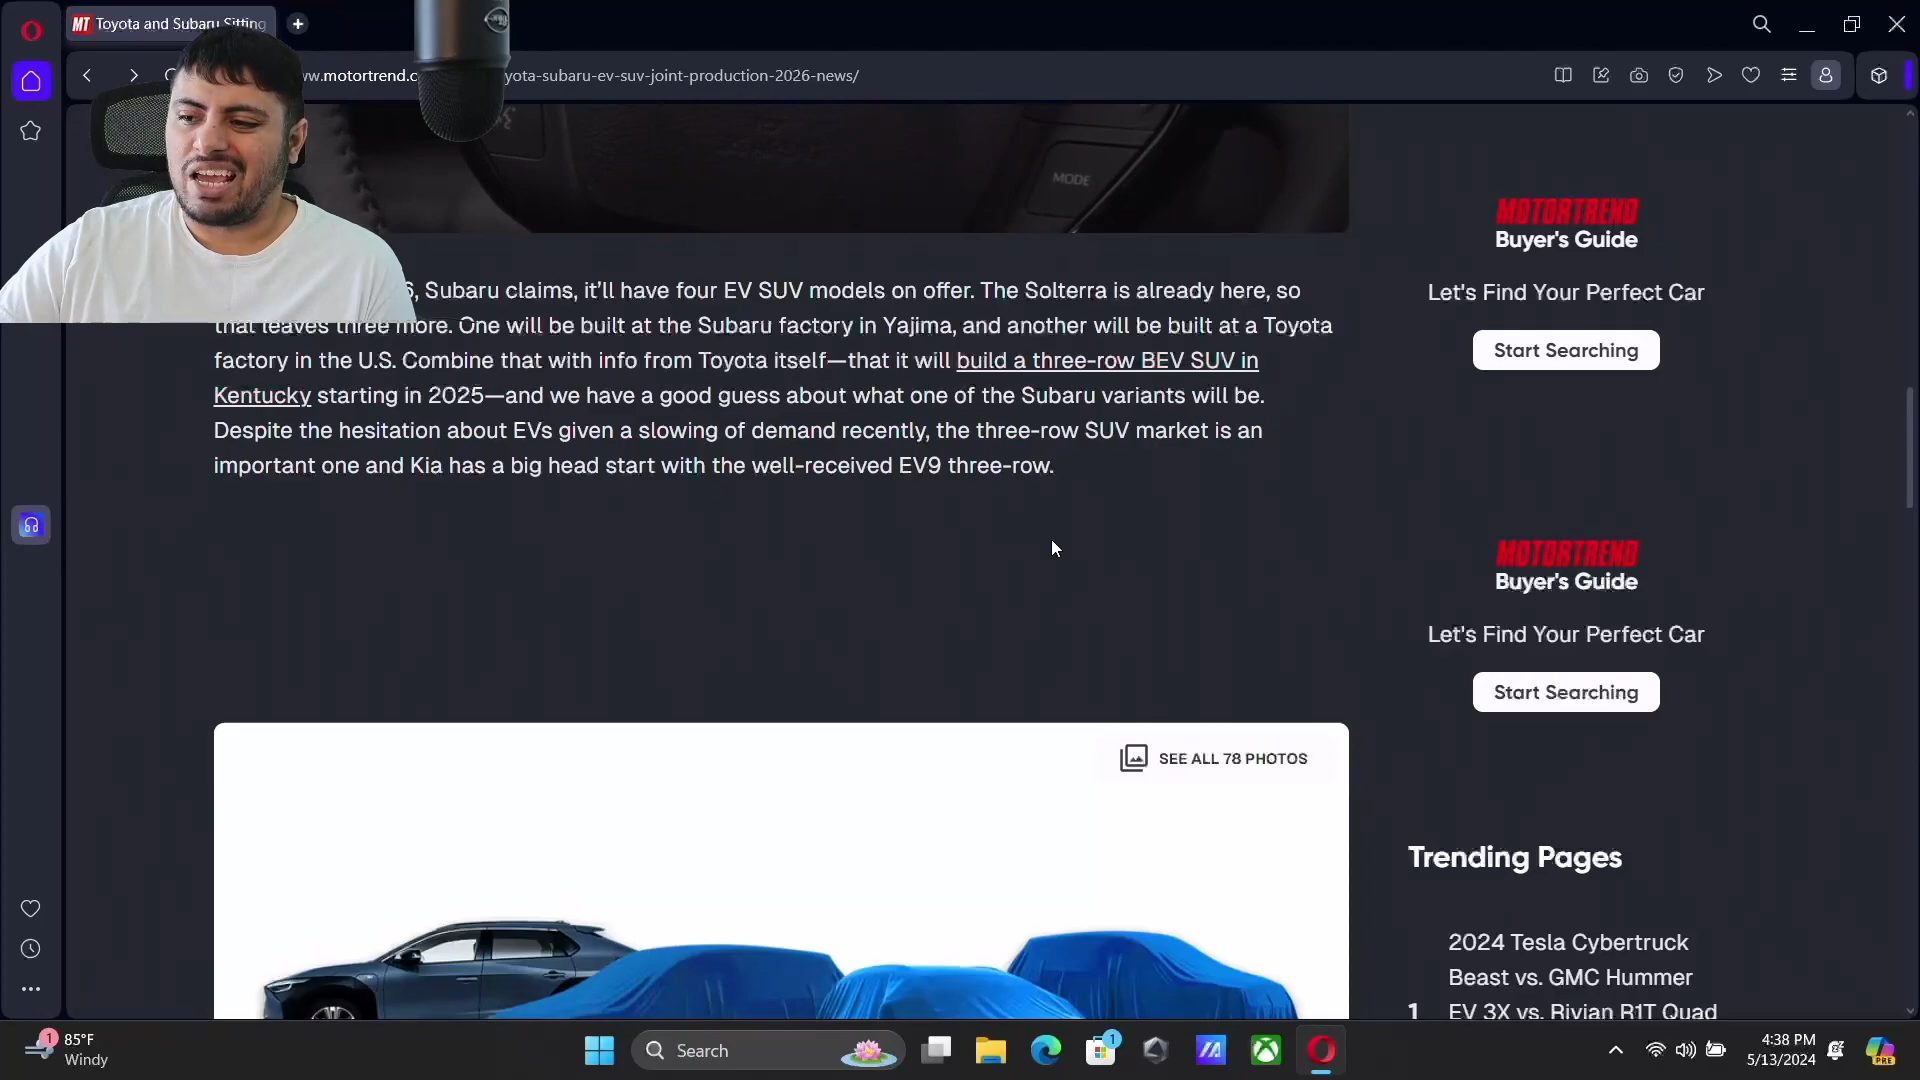 MT Toyota and Subaru Sitting
motortrend.c
yota-subaru-ev-suv-joint-production-2026-news/
MODE
6, Subaru claims, it'll have four EV SUV models on offer. The Solterra is already here, so
that leaves three more. One will be built at the Subaru factory in Yajima, and another will be built at a Toyota
factory in the U.S. Combine that with info from Toyota itself—that it will build a three-row BEV SUV in
Kentucky starting in 2025—and we have a good guess about what one of the Subaru variants will be.
Despite the hesitation about EVs given a slowing of demand recently, the three-row SUV market is an
important one and Kia has a big head start with the well-received EV9 three-row.
SEE ALL 78 PHOTOS
MOTORTREND
Buyer's Guide
Let's Find Your Perfect Car
Start Searching
MOTORTREND
Buyer's Guide
Let's Find Your Perfect Car
Start Searching
Trending Pages
2024 Tesla Cybertruck
Beast vs. GMC Hummer
1 EV 3X vs. Rivian R1T Quad
1
85°F
Windy
Search
1
4:38 PM
5/13/2024
PRE